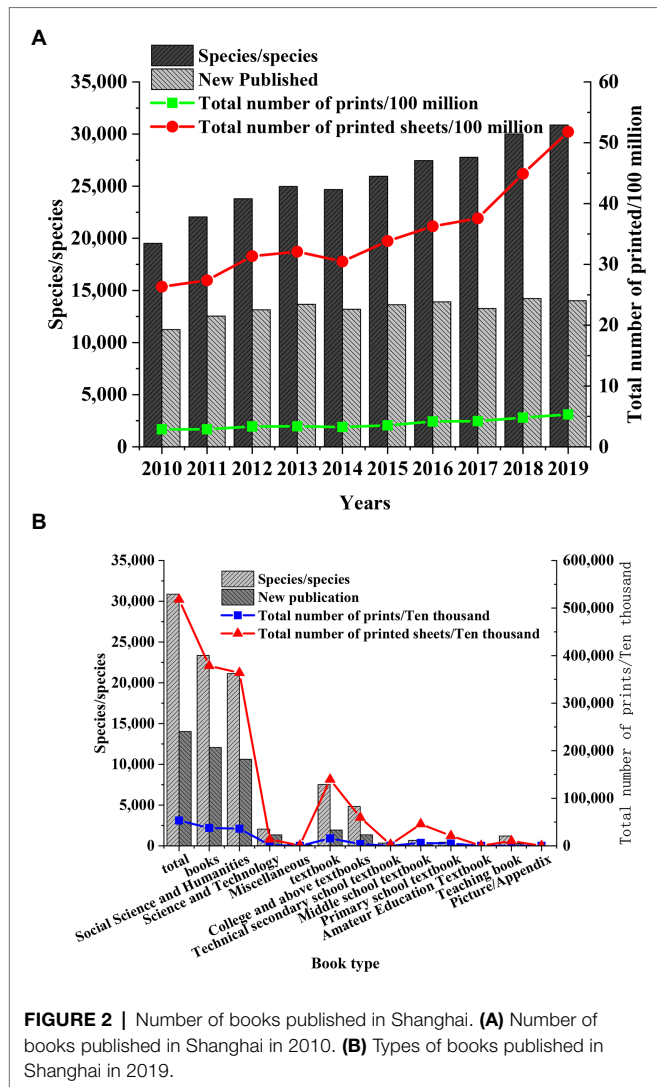 A
Species/species
New Published
Total number of prints/100 million
Total number of printed sheets/100 million
35,000
30,000
25,000
20,000
15,000
10,000
5,000
0
Species/species
60
50
40
30
20
10
0
Total number of printed/100 million
2010 2011 2012 2013 2014 2015 2016 2017 2018 2019
Years
B
Species/species
New publication
Total number of prints/Ten thousand
Total number of printed sheets/Ten thousand
35,000
30,000
25,000
20,000
15,000
10,000
5,000
0
Species/species
600,000
500,000
400,000
300,000
200,000
100,000
0
Total number of prints/Ten thousand
total
books
Social Science and Humanities
Science and Technology
Miscellaneous
textbook
College and above textbooks
Technical secondary school textbook
Middle school textbook
Primary school textbook
Amateur Education Textbook
Teaching book
Picture/Appendix
Book type
FIGURE 2 | Number of books published in Shanghai. (A) Number of
books published in Shanghai in 2010. (B) Types of books published in
Shanghai in 2019.